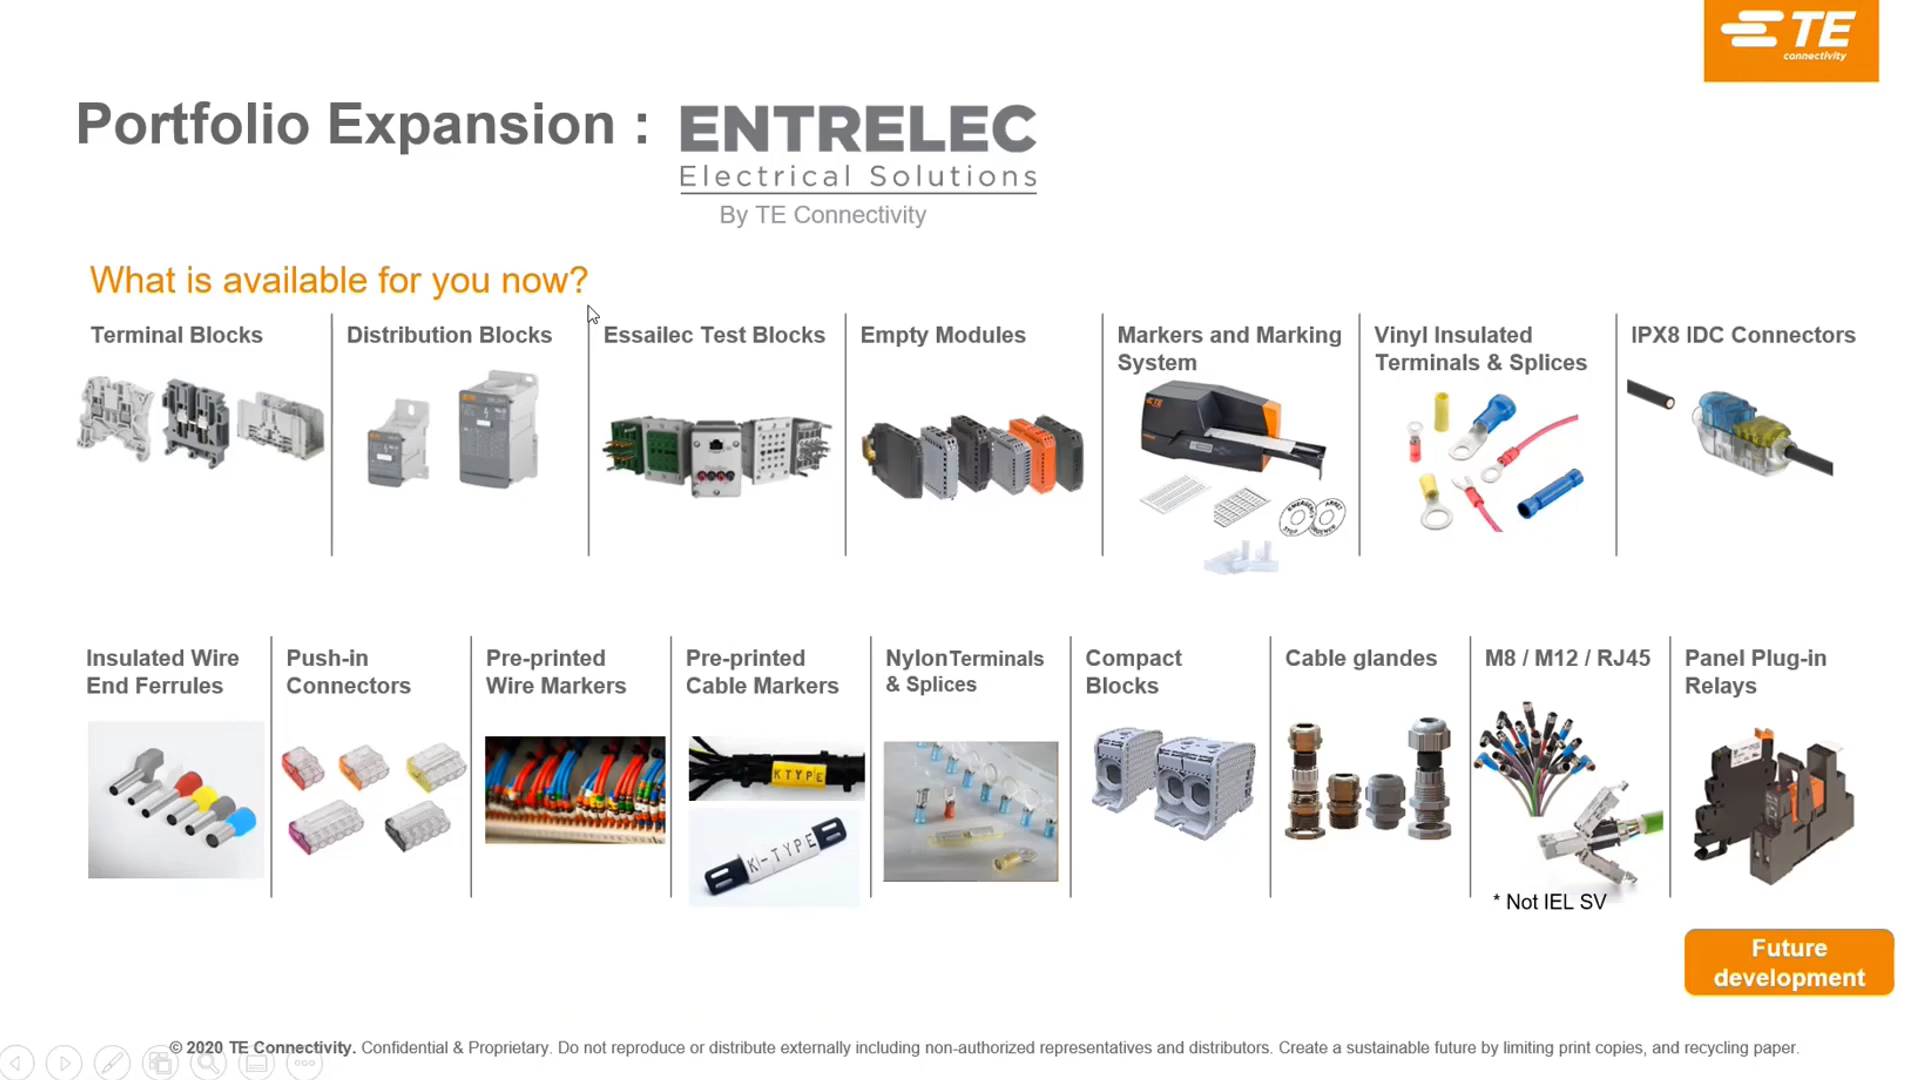 TE
connectivity
Portfolio Expansion :
ENTRELEC
Electrical Solutions
By TE Connectivity
What is available for you now?
Terminal Blocks
Distribution Blocks
Essailec Test Blocks
Empty Modules
Markers and Marking
System
Vinyl Insulated
Terminals & Splices
IPX8 IDC Connectors
TE
EMERGENCY
STOP
Insulated Wire
End Ferrules
Push-in
Connectors
Pre-printed
Wire Markers
Pre-printed
Cable Markers
NylonTerminals
& Splices
Compact
Blocks
Cable glandes
M8 / M12 / RJ45
Panel Plug-in
Relays
KTYPE
K-TYPE
* Not IEL SV
Future
development
© 2020 TE Connectivity. Confidential & Proprietary. Do not reproduce or distribute externally including non-authorized representatives and distributors. Create a sustainable future by limiting print copies, and recycling paper.